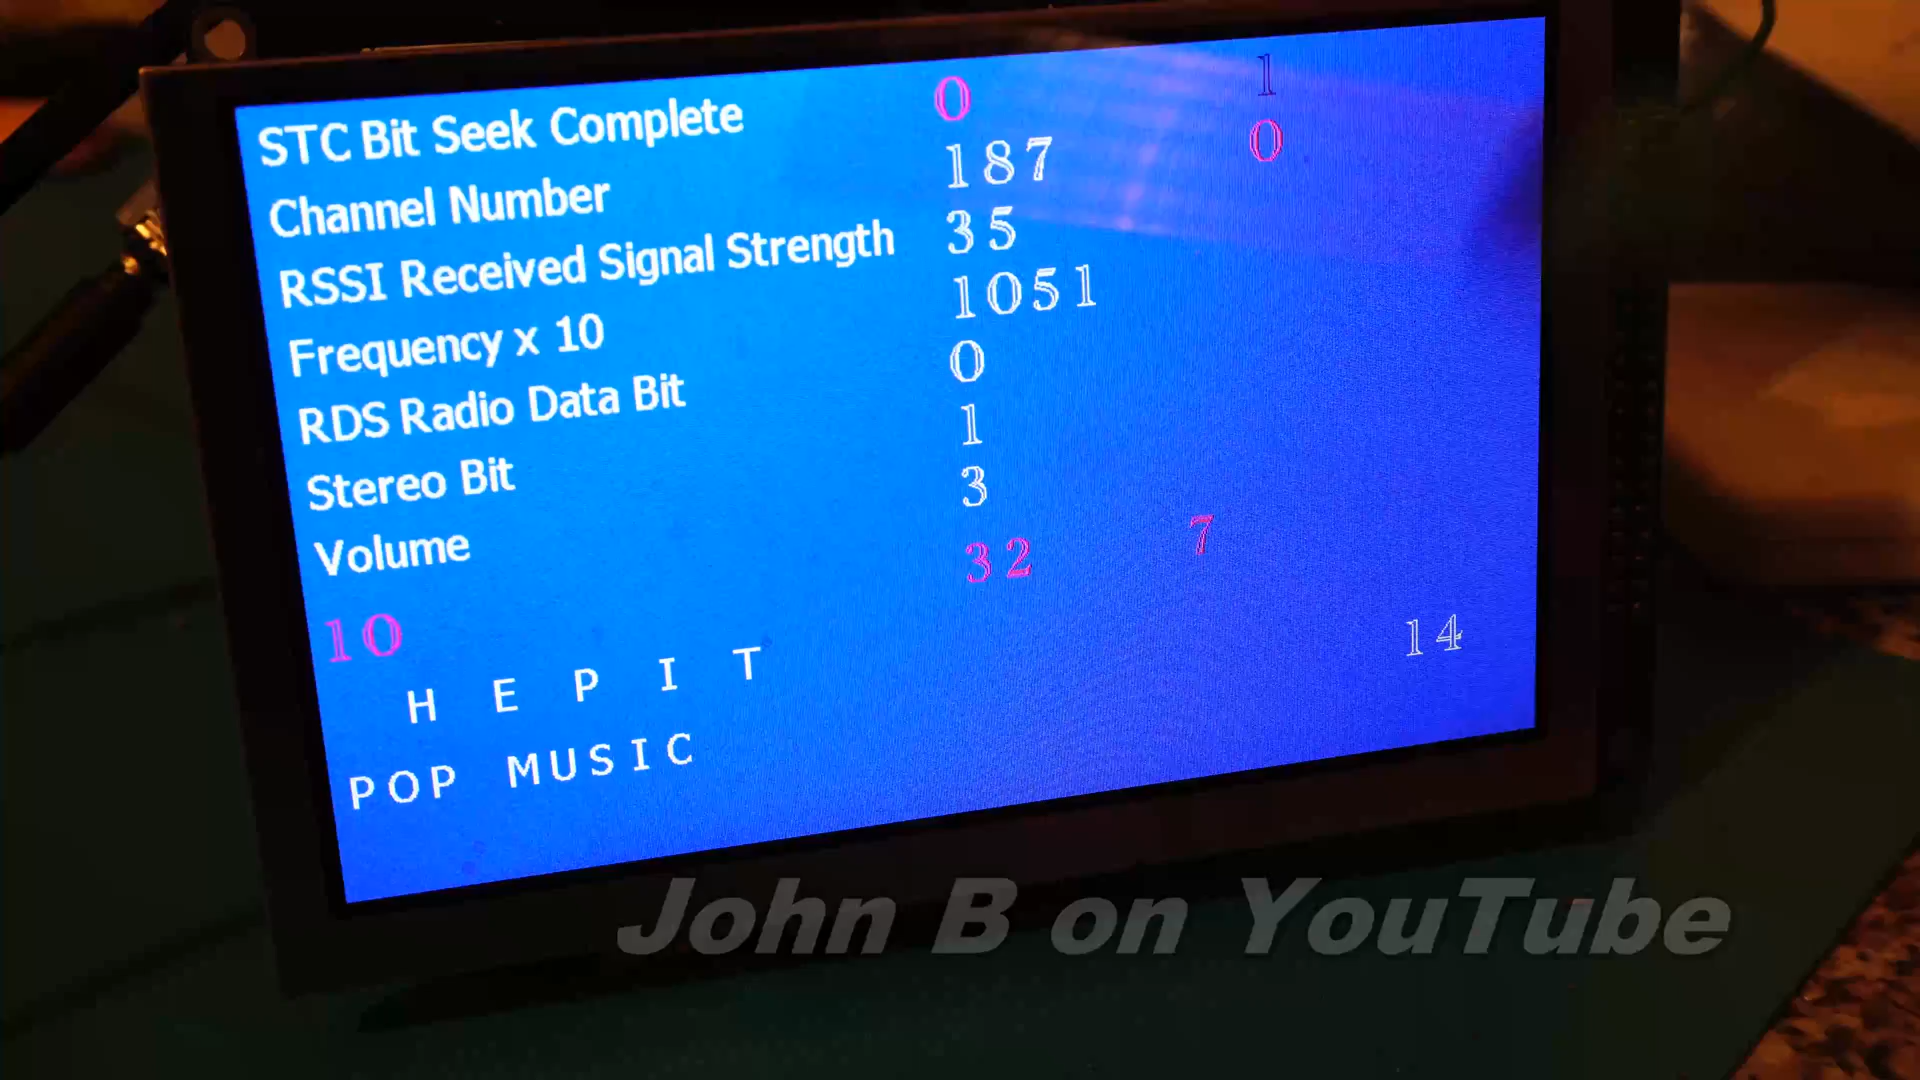 STC Bit Seek Complete 0 1
Channel Number 187 0
RSSI Received Signal Strength 35
Frequency x 10 1051
RDS Radio Data Bit 0
Stereo Bit 1
Volume 3
32 7
10
H E P I T 14
POP MUSIC
John B on YouTube